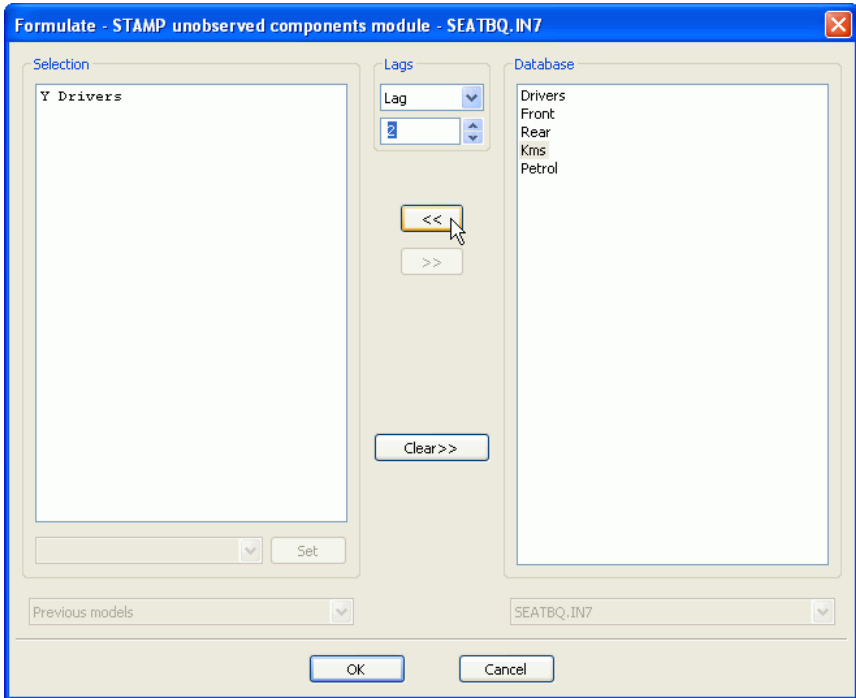 Formulate - STAMP unobserved components module - SEATBQ.IN7
Selection
Y Drivers
Set
Previous models
Lags
Lag
2
<<
>>
Clear>>
Database
Drivers
Front
Rear
Kms
Petrol
SEATBQ.IN7
OK
Cancel